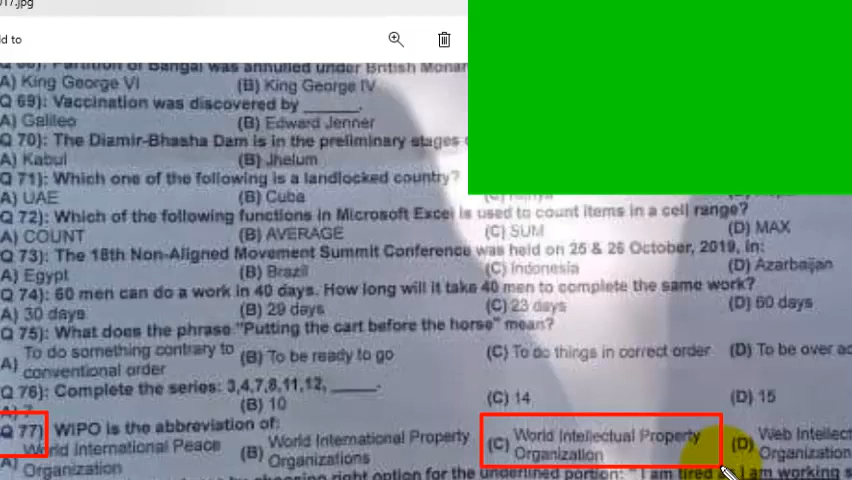 17.jpg
d to
Partition of Bengal was annulled under British Monar
A) King George VI (B) King George IV
Q 69): Vaccination was discovered by ______.
A) Galileo (B) Edward Jenner
Q 70): The Diamir-Bhasha Dam is in the preliminary stages
A) Kabul (B) Jhelum
Q 71): Which one of the following is a landlocked country?
A) UAE (B) Cuba
Q 72): Which of the following functions in Microsoft Excel is used to count items in a cell range?
A) COUNT (B) AVERAGE (C) SUM (D) MAX
Q 73): The 18th Non-Aligned Movement Summit Conference was held on 25 & 26 October, 2019, in:
A) Egypt (B) Brazil (C) Indonesia (D) Azarbaijan
Q 74): 60 men can do a work in 40 days. How long will it take 40 men to complete the same work?
A) 30 days (B) 29 days (C) 23 days (D) 60 days
Q 75): What does the phrase "Putting the cart before the horse" mean?
A) To do something contrary to (B) To be ready to go (C) To do things in correct order (D) To be over ac
conventional order
Q 76): Complete the series: 3,4,7,8,11,12, _____.
A) 7 (B) 10 (C) 14 (D) 15
Q 77) WIPO is the abbreviation of:
A) World International Peace (B) World International Property (C) World Intellectual Property (D) Web Intellect
Organization Organizations Organization Organization
choosing right option for the underlined portion: "I am tired as I am working s